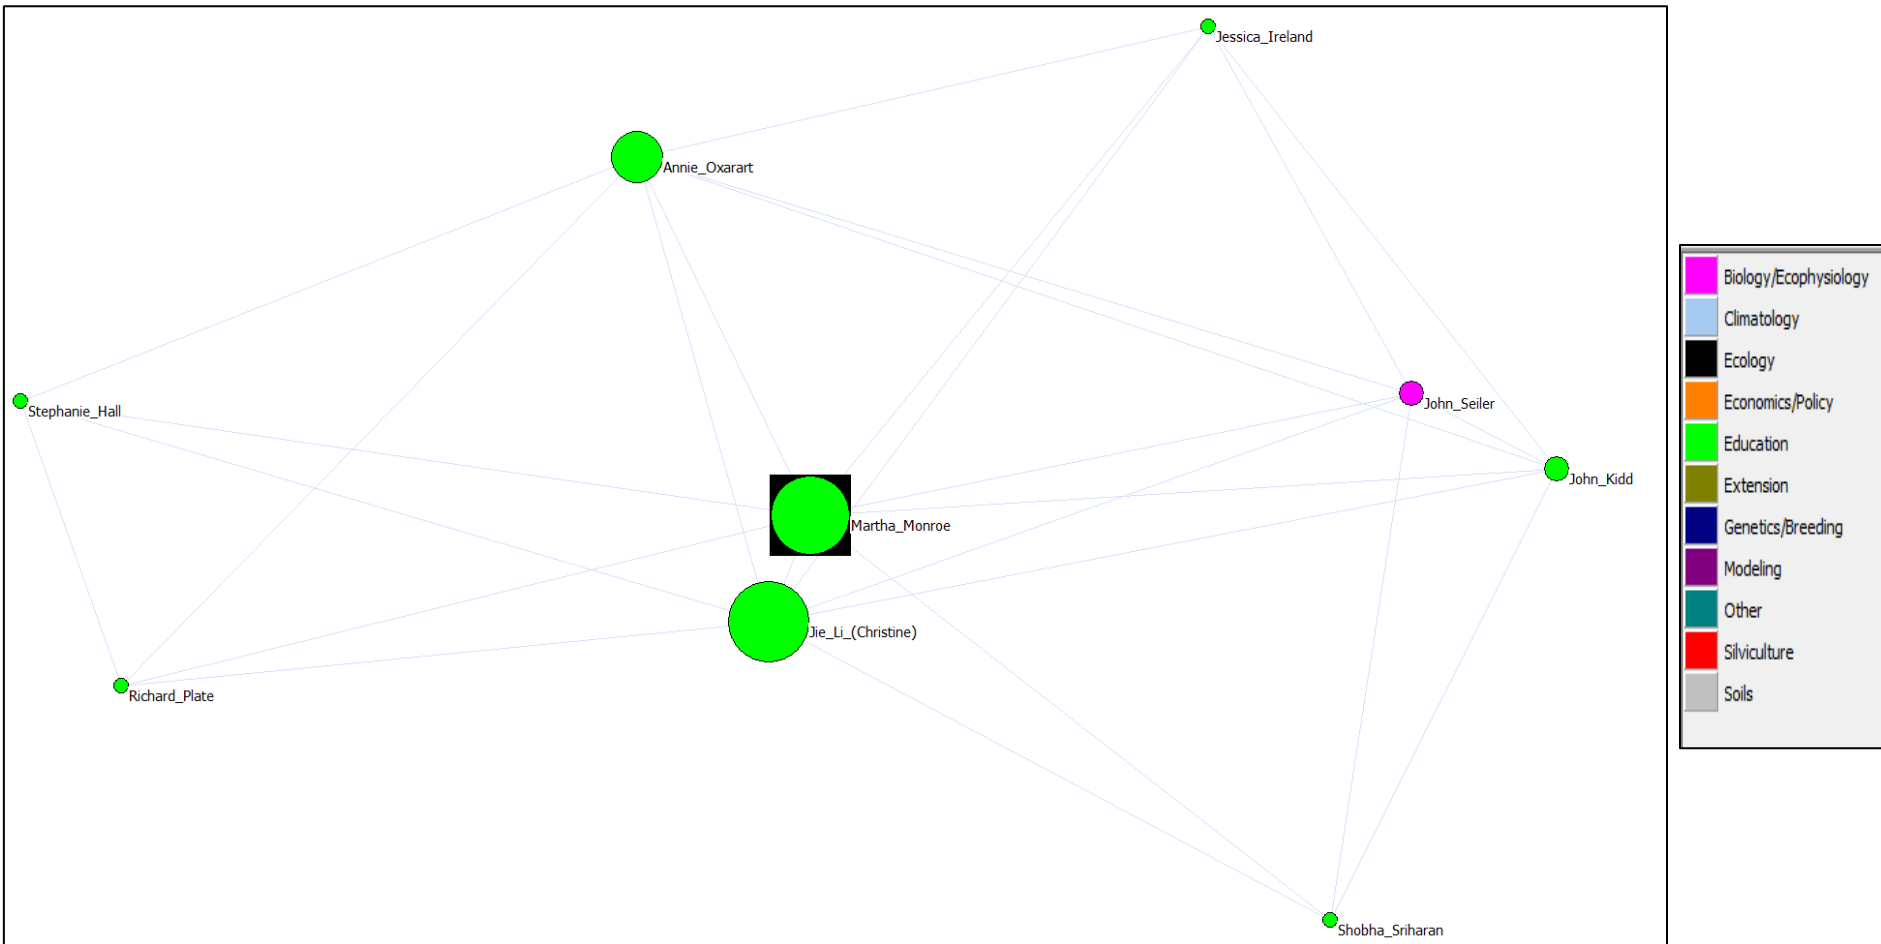 Jessica_Ireland
Annie_Oxarart
Stephanie_Hall
John_Seiler
John_Kidd
Martha_Monroe
Jie_Li_(Christine)
Richard_Plate
Shobha_Sriharan
Biology/Ecophysiology
Climatology
Ecology
Economics/Policy
Education
Extension
Genetics/Breeding
Modeling
Other
Silviculture
Soils